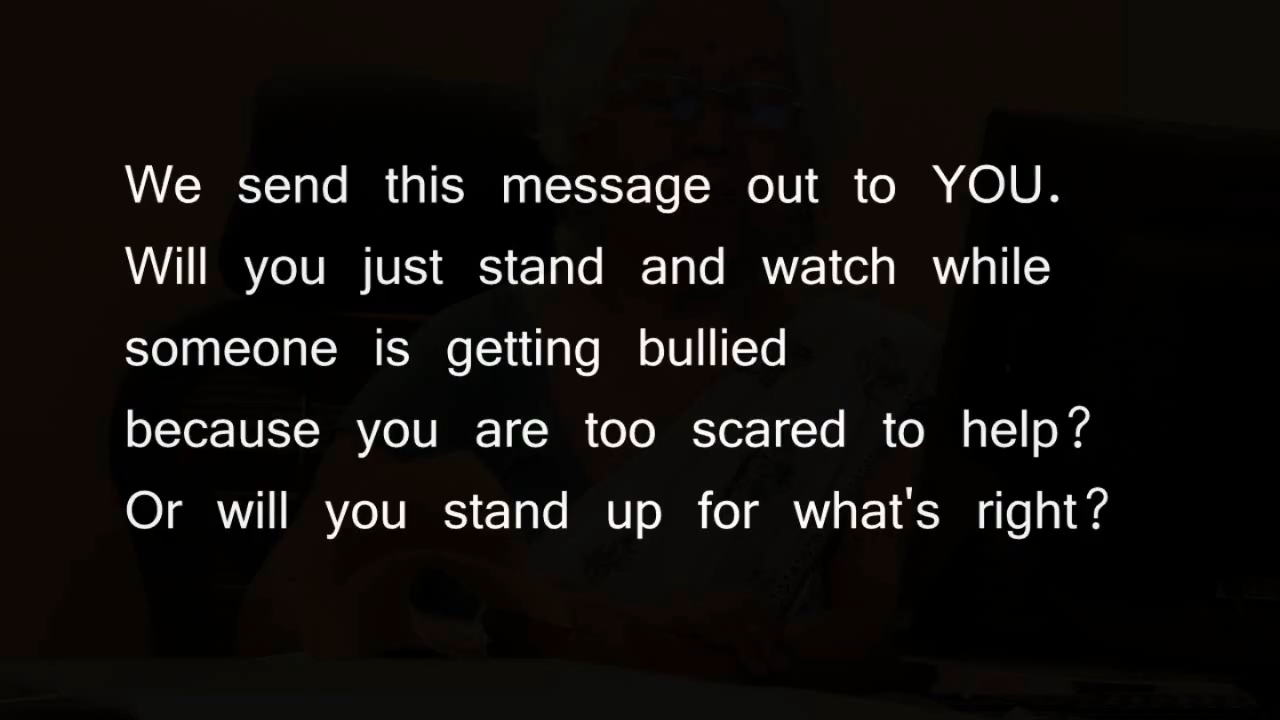 We send this message out to YOU.
Will you just stand and watch while
someone is getting bullied
because you are too scared to help?
Or will you stand up for what's right?